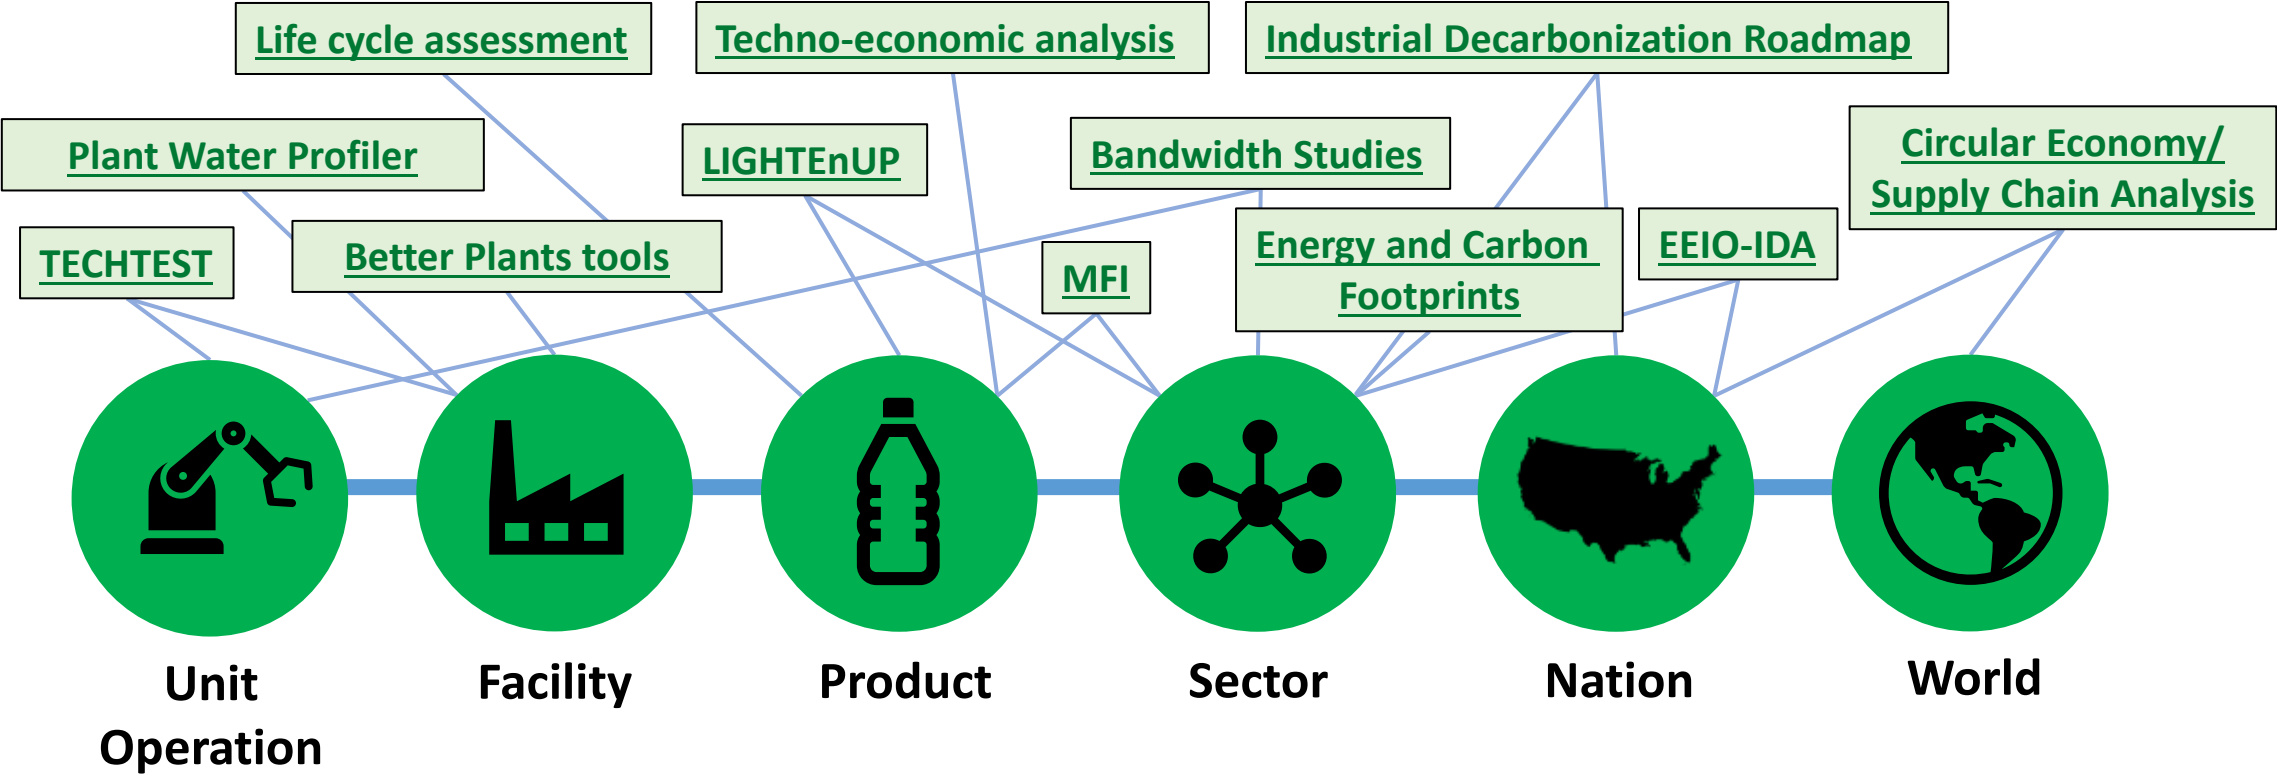 Life cycle assessment
Techno-economic analysis
Industrial Decarbonization Roadmap
Plant Water Profiler
LIGHTEnUP
Bandwidth Studies
Circular Economy/
Supply Chain Analysis
TECHTEST
Better Plants tools
MFI
Energy and Carbon
Footprints
EEIO-IDA
Unit
Operation
Facility
Product
Sector
Nation
World